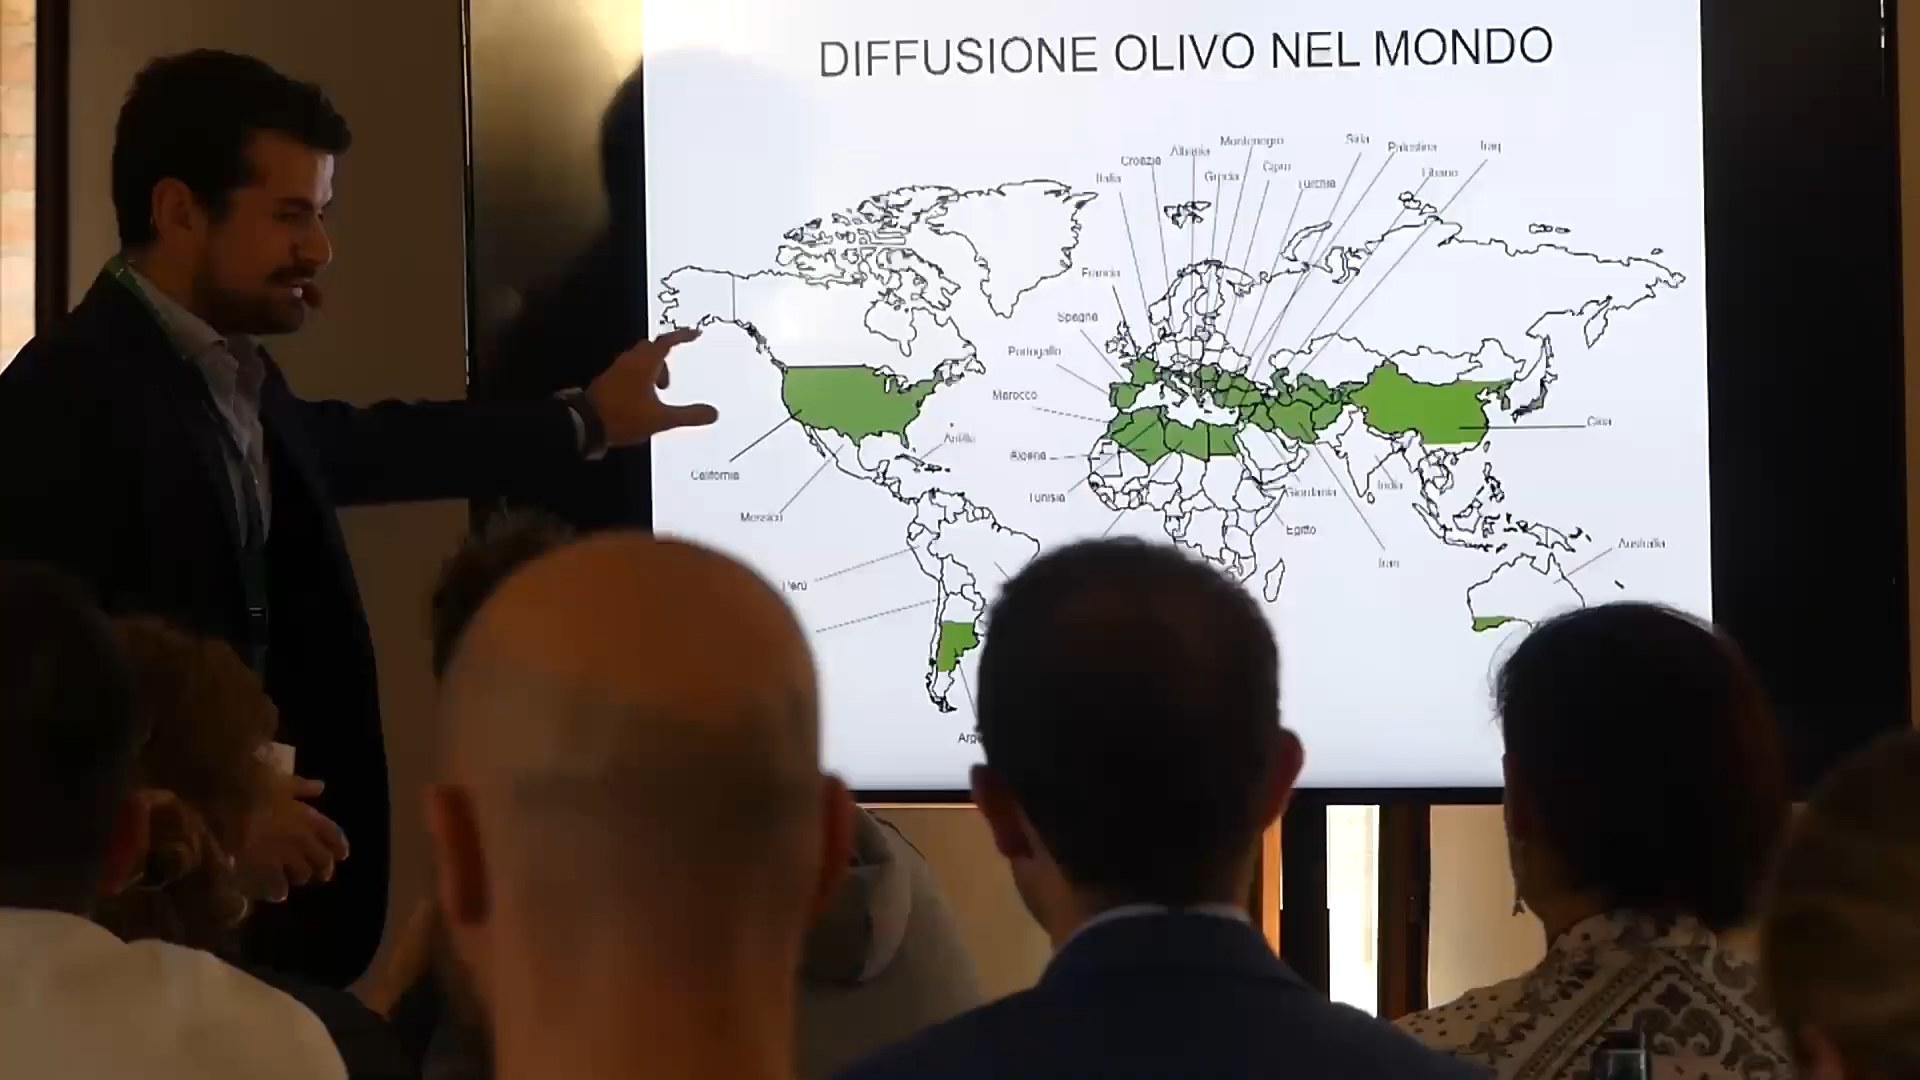 DIFFUSIONE OLIVO NEL MONDO
Montenegro
Siria
Palestina
Iraq
Albania
Croazia
Cipro
Libano
Italia
Grecia
Turchia
Francia
Spagna
Portogallo
Marocco
Cina
Antille
Algeria
California
India
Giordania
Tunisia
Messico
Egitto
Australia
Iran
Perù